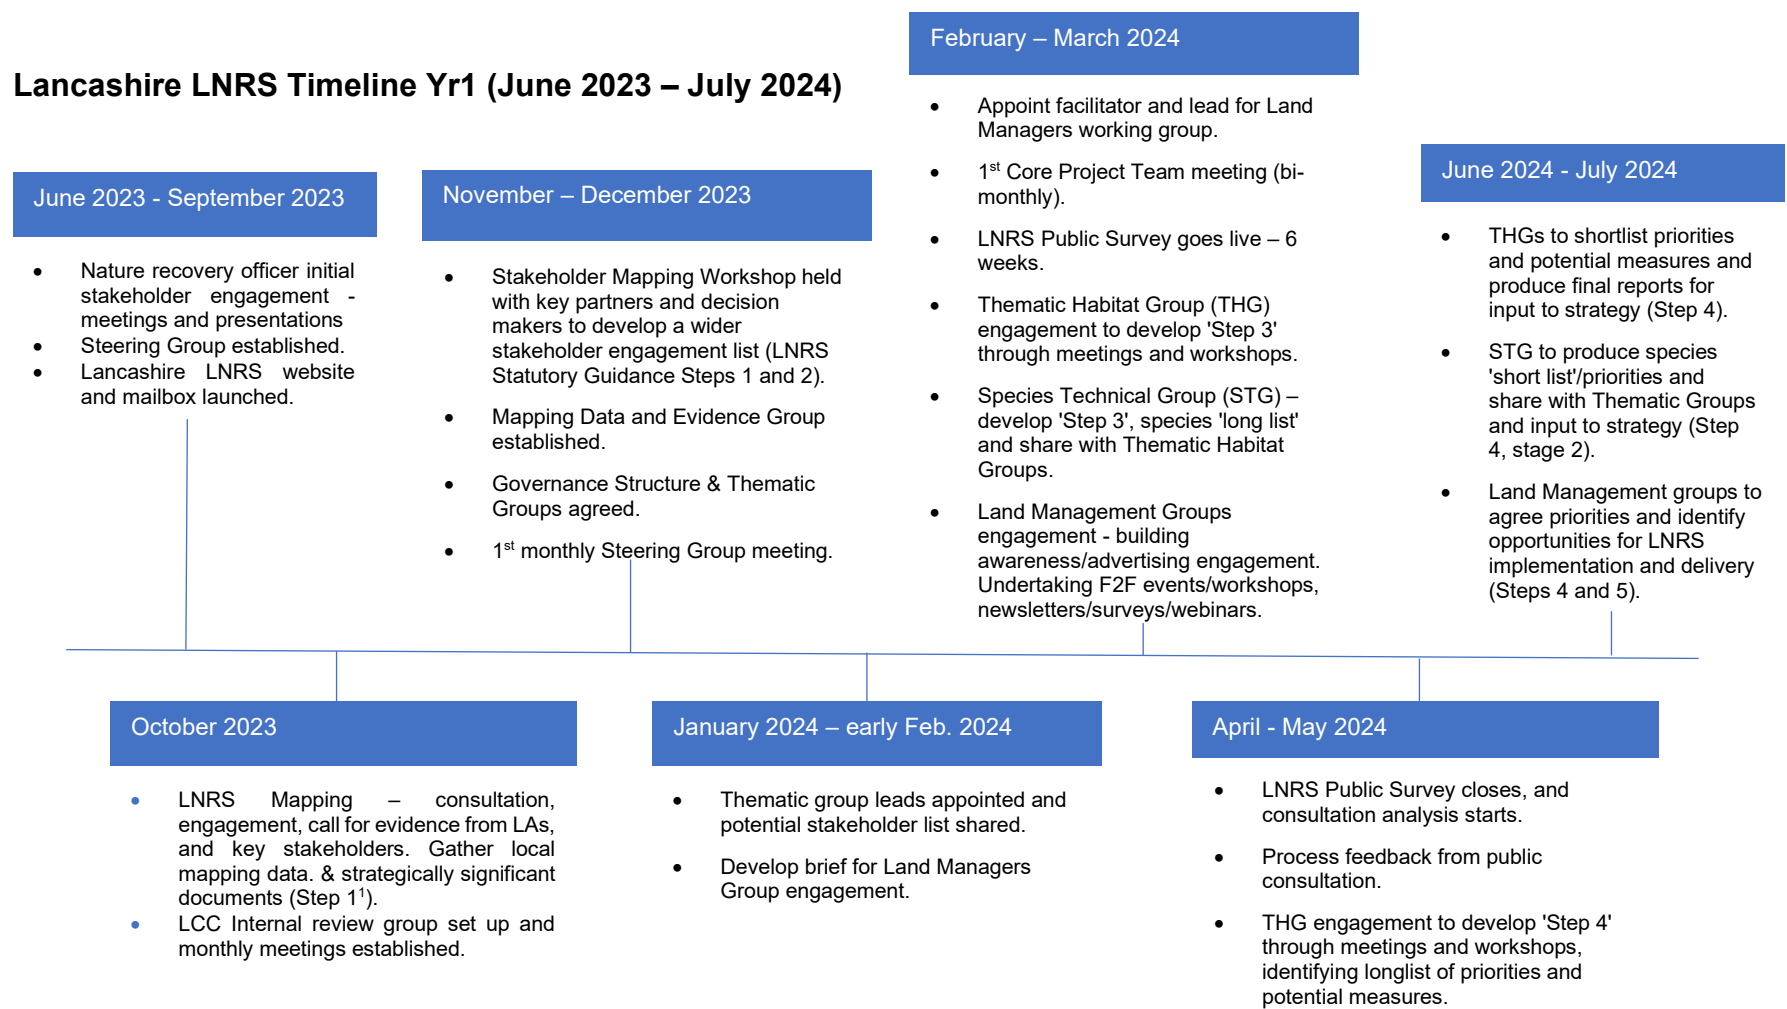 Lancashire LNRS Timeline Yr1 (June 2023 – July 2024)
June 2023 - September 2023
• Nature recovery officer initial
stakeholder engagement -
meetings and presentations
• Steering Group established.
• Lancashire LNRS website
and mailbox launched.
October 2023
• LNRS Mapping – consultation,
engagement, call for evidence from LAs,
and key stakeholders. Gather local
mapping data. & strategically significant
documents (Step 1¹).
• LCC Internal review group set up and
monthly meetings established.
November – December 2023
• Stakeholder Mapping Workshop held
with key partners and decision
makers to develop a wider
stakeholder engagement list (LNRS
Statutory Guidance Steps 1 and 2).
• Mapping Data and Evidence Group
established.
• Governance Structure & Thematic
Groups agreed.
• 1st monthly Steering Group meeting.
January 2024 – early Feb. 2024
• Thematic group leads appointed and
potential stakeholder list shared.
• Develop brief for Land Managers
Group engagement.
February – March 2024
• Appoint facilitator and lead for Land
Managers working group.
• 1st Core Project Team meeting (bi-
monthly).
• LNRS Public Survey goes live – 6
weeks.
• Thematic Habitat Group (THG)
engagement to develop 'Step 3'
through meetings and workshops.
• Species Technical Group (STG) –
develop 'Step 3', species 'long list'
and share with Thematic Habitat
Groups.
• Land Management Groups
engagement - building
awareness/advertising engagement.
Undertaking F2F events/workshops,
newsletters/surveys/webinars.
April - May 2024
• LNRS Public Survey closes, and
consultation analysis starts.
• Process feedback from public
consultation.
• THG engagement to develop 'Step 4'
through meetings and workshops,
identifying longlist of priorities and
potential measures.
June 2024 - July 2024
• THGs to shortlist priorities
and potential measures and
produce final reports for
input to strategy (Step 4).
• STG to produce species
'short list'/priorities and
share with Thematic Groups
and input to strategy (Step
4, stage 2).
• Land Management groups to
agree priorities and identify
opportunities for LNRS
implementation and delivery
(Steps 4 and 5).